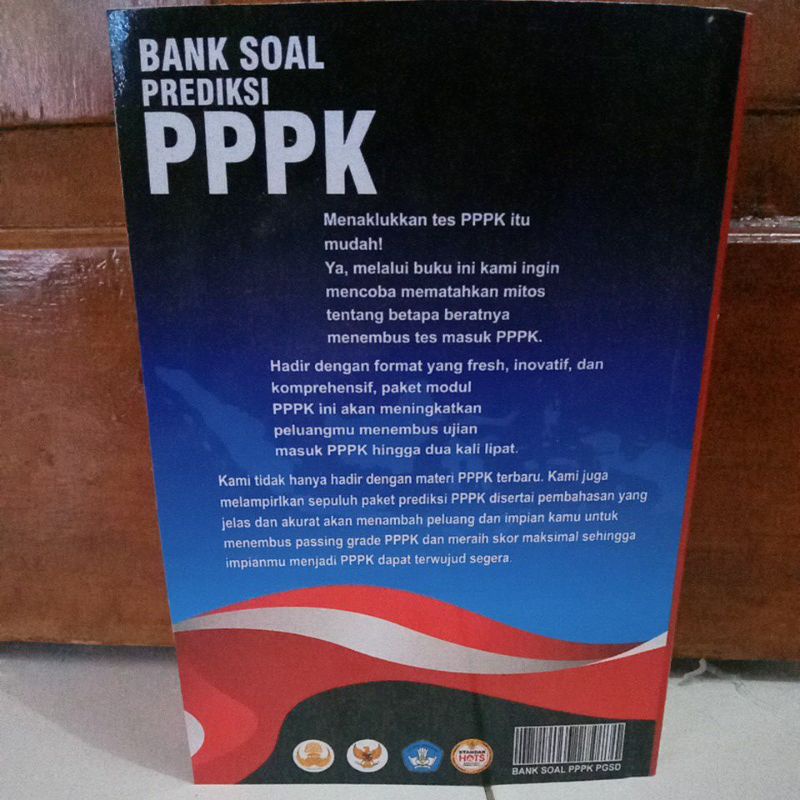 BANK SOAL
PREDIKSI
PPPK
Menaklukkan tes PPPK itu
mudah!
Ya, melalui buku ini kami ingin
mencoba mematahkan mitos
tentang betapa beratnya
menembus tes masuk PPPK.
Hadir dengan format yang fresh, inovatif, dan
komprehensif, paket modul
PPPK ini akan meningkatkan
peluangmu menembus ujian
masuk PPPK hingga dua kali lipat.
Kami tidak hanya hadir dengan materi PPPK terbaru. Kami juga
melampirlkan sepuluh paket prediksi PPPK disertai pembahasan yang
jelas dan akurat akan menambah peluang dan impian kamu untuk
menembus passing grade PPPK dan meraih skor maksimal sehingga
impianmu menjadi PPPK dapat terwujud segera.
STANDAR
HOTS
BANK SOAL PPPK PGSD